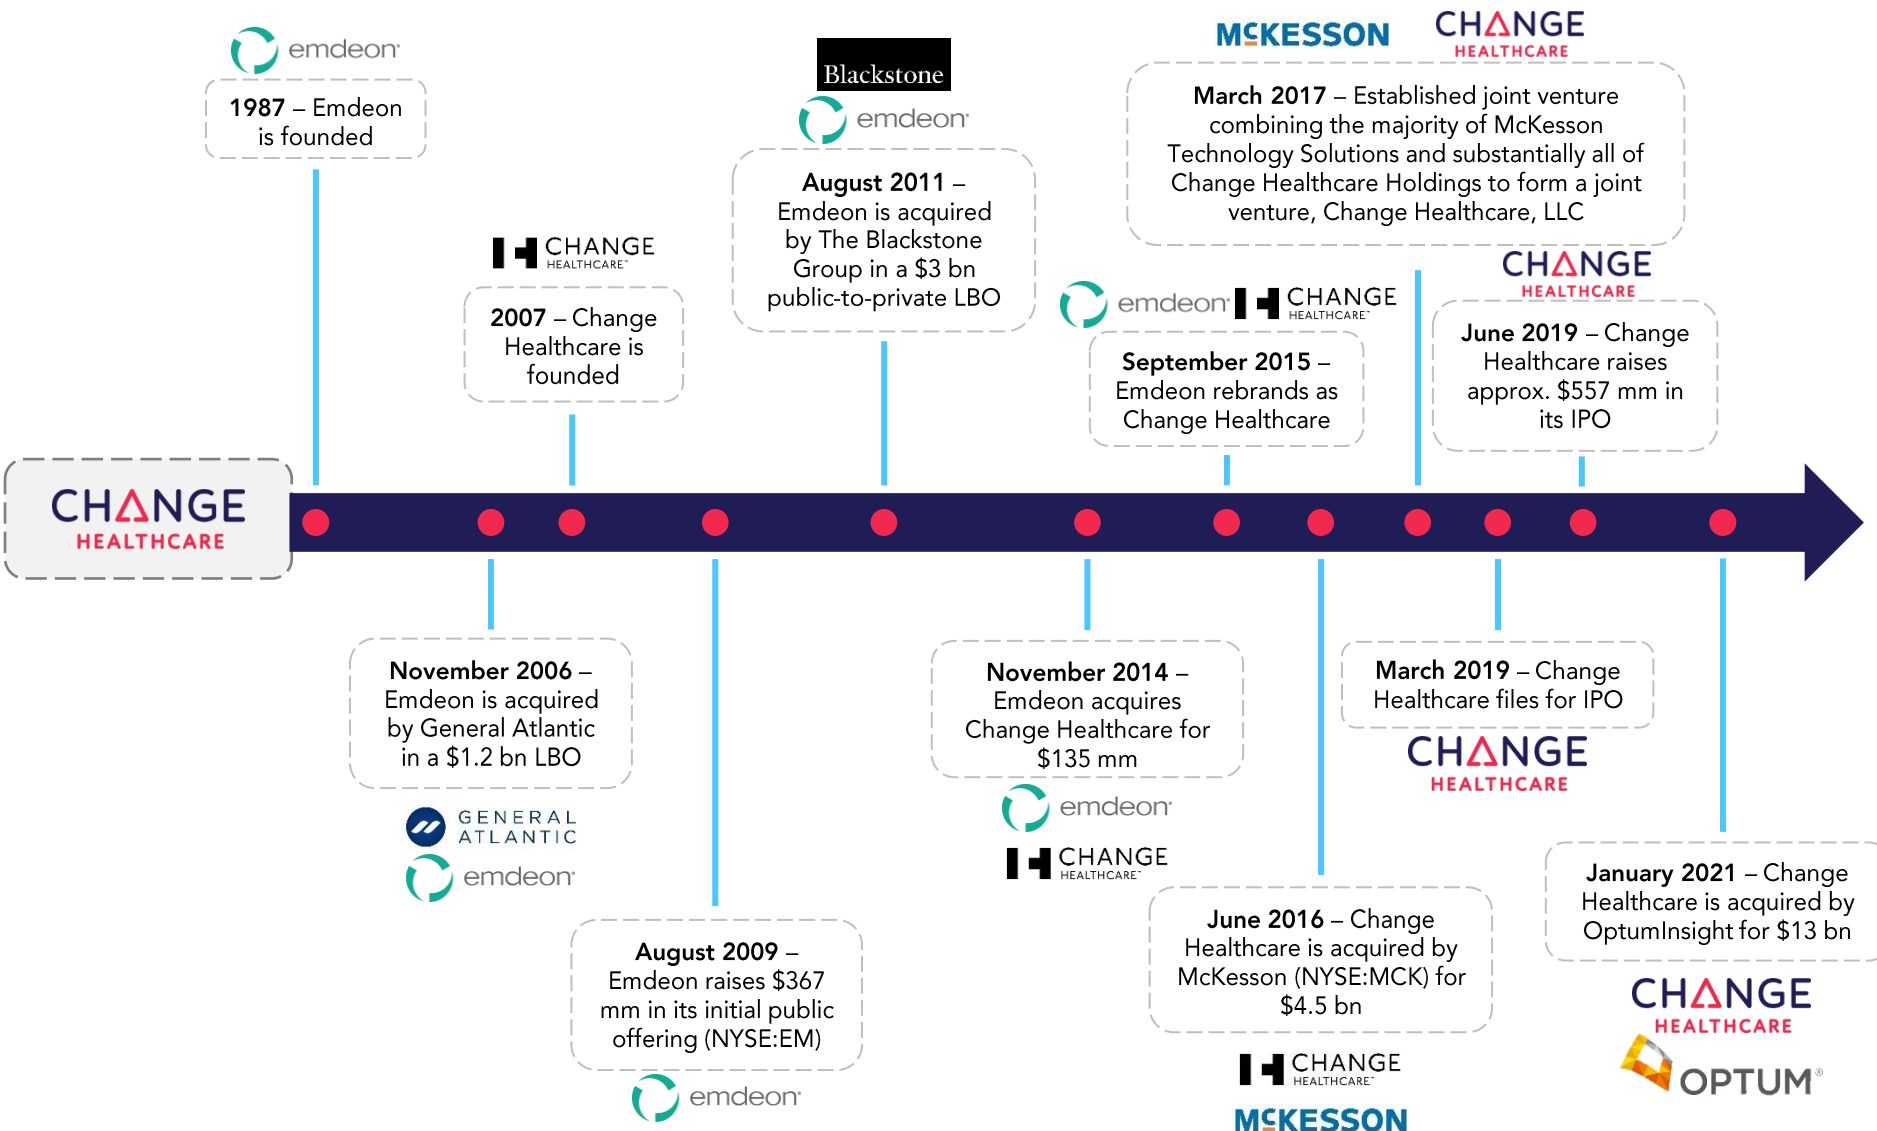 emdeon®
1987 – Emdeon
is founded
CHANGE
HEALTHCARE™
2007 – Change
Healthcare is
founded
Blackstone
emdeon®
August 2011 –
Emdeon is acquired
by The Blackstone
Group in a $3 bn
public-to-private LBO
emdeon®
CHANGE
HEALTHCARE™
September 2015 –
Emdeon rebrands as
Change Healthcare
MCKESSON
CHANGE
HEALTHCARE
March 2017 – Established joint venture
combining the majority of McKesson
Technology Solutions and substantially all of
Change Healthcare Holdings to form a joint
venture, Change Healthcare, LLC
CHANGE
HEALTHCARE
June 2019 – Change
Healthcare raises
approx. $557 mm in
its IPO
CHANGE
HEALTHCARE
November 2006 –
Emdeon is acquired
by General Atlantic
in a $1.2 bn LBO
GENERAL
ATLANTIC
emdeon®
August 2009 –
Emdeon raises $367
mm in its initial public
offering (NYSE:EM)
emdeon®
November 2014 –
Emdeon acquires
Change Healthcare for
$135 mm
emdeon®
CHANGE
HEALTHCARE™
June 2016 – Change
Healthcare is acquired by
McKesson (NYSE:MCK) for
$4.5 bn
CHANGE
HEALTHCARE™
MCKESSON
March 2019 – Change
Healthcare files for IPO
CHANGE
HEALTHCARE
January 2021 – Change
Healthcare is acquired by
OptumInsight for $13 bn
CHANGE
HEALTHCARE
OPTUM®